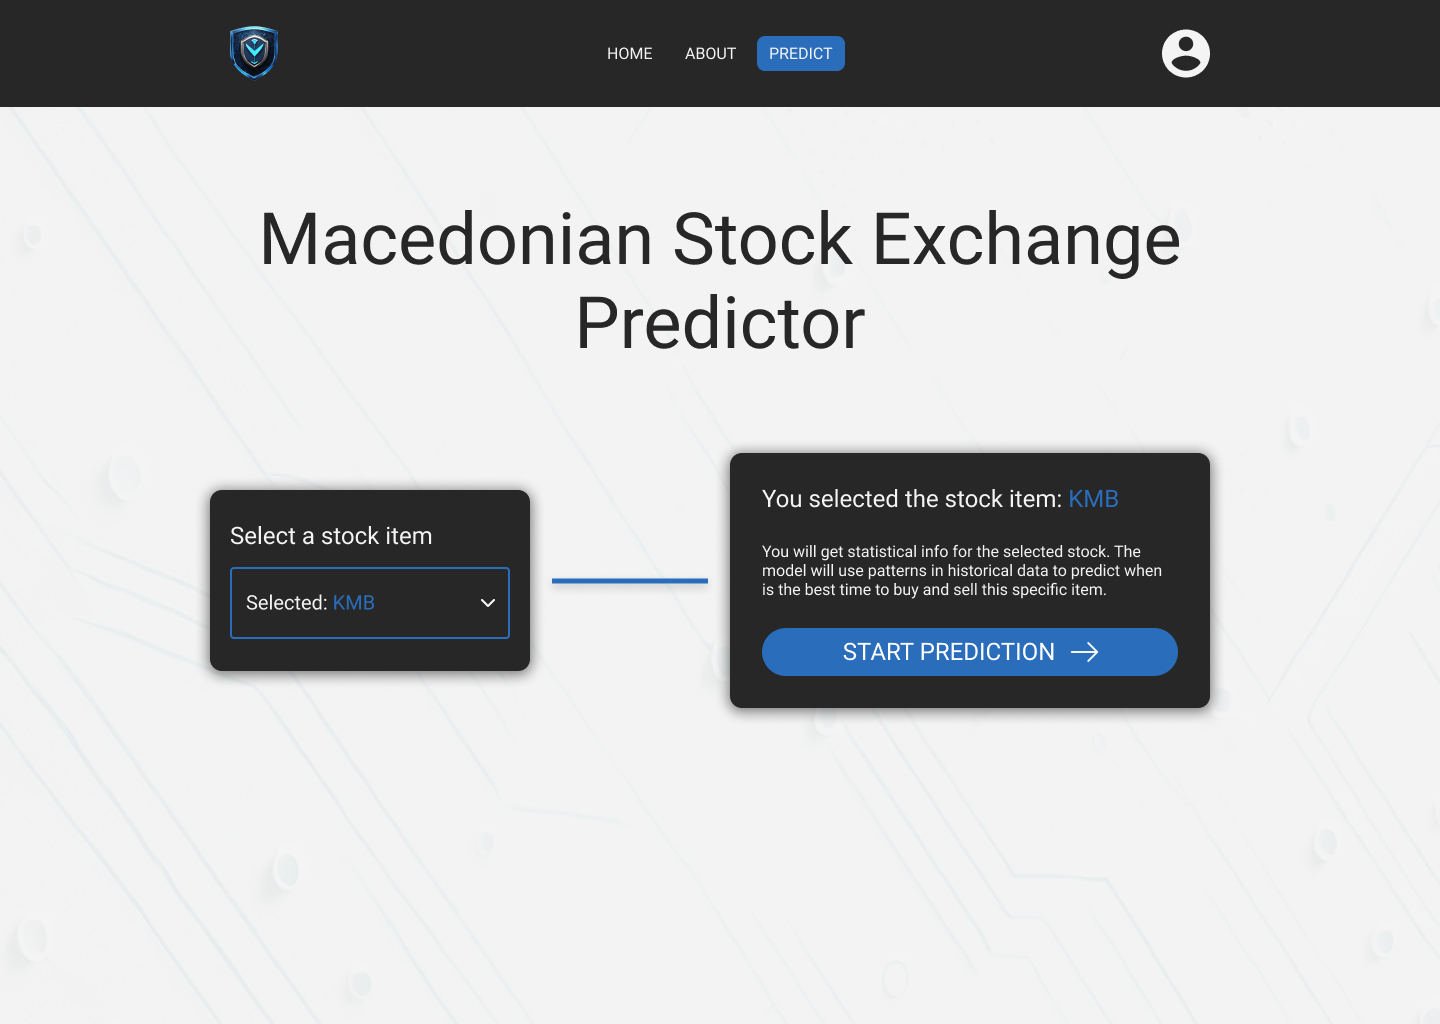 HOME ABOUT PREDICT
Macedonian Stock Exchange
Predictor
Select a stock item
Selected: KMB
You selected the stock item: KMB
You will get statistical info for the selected stock. The
model will use patterns in historical data to predict when
is the best time to buy and sell this specific item.
START PREDICTION